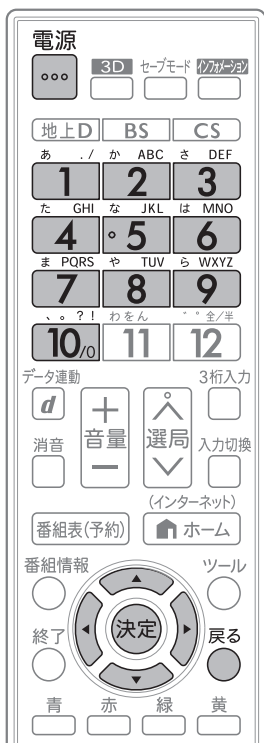 電源
3D セーブモード インフォメーション
地上D BS CS
あ ./ か ABC さ DEF
1 2 3
た GHI な JKL は MNO
4 5 6
ま PQRS や TUV ら WXYZ
7 8 9
、。?! わをん ゛゜全/半
10/0 11 12
データ連動 3桁入力
d + 音量 − 選局
消音 入力切換
(インターネット)
番組表(予約) ホーム
番組情報 ツール
決定
終了 戻る
青 赤 緑 黄